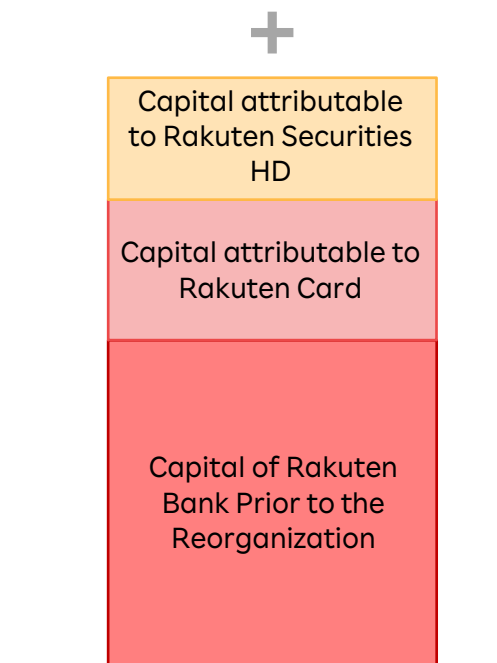 +
Capital attributable
to Rakuten Securities
HD
Capital attributable to
Rakuten Card
Capital of Rakuten
Bank Prior to the
Reorganization